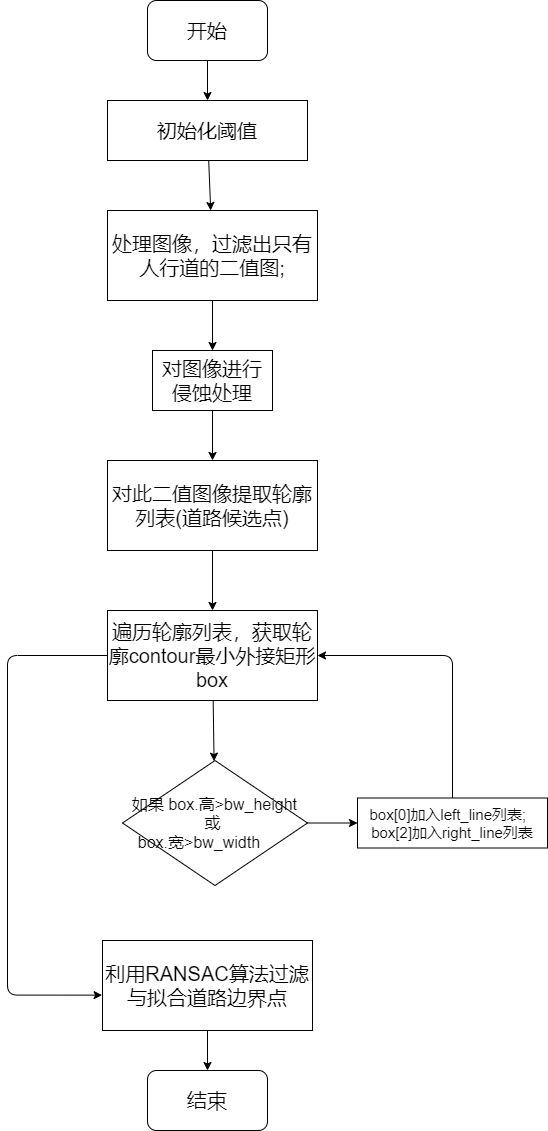 开始
初始化阈值
处理图像，过滤出只有
人行道的二值图;
对图像进行
侵蚀处理
对此二值图像提取轮廓
列表(道路候选点)
遍历轮廓列表，获取轮
廓contour最小外接矩形
box
如果 box.高>bw_height
或
box.宽>bw_width
box[0]加入left_line列表;
box[2]加入right_line列表
利用RANSAC算法过滤
与拟合道路边界点
结束